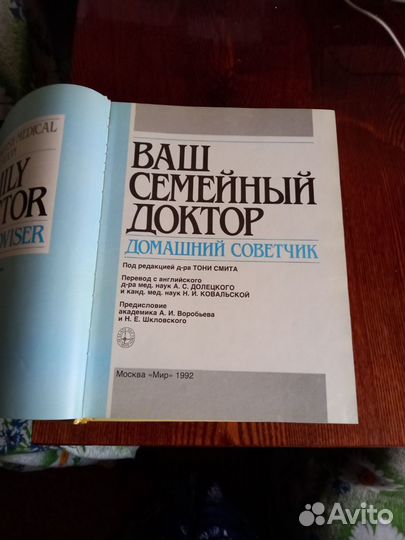 MEDICAL
ILY
TOR
VISER
ВАШ
СЕМЕЙНЫЙ
ДОКТОР
ДОМАШНИЙ СОВЕТЧИК
Под редакцией д-ра ТОНИ СМИТА
Перевод с английского
д-ра мед. наук А. С. ДОЛЕЦКОГО
и канд. мед. наук Н. И. КОВАЛЬСКОЙ
Предисловие
академика А. И. Воробьева
и Н. Е. Шкловского
Москва «Мир» 1992
Avito